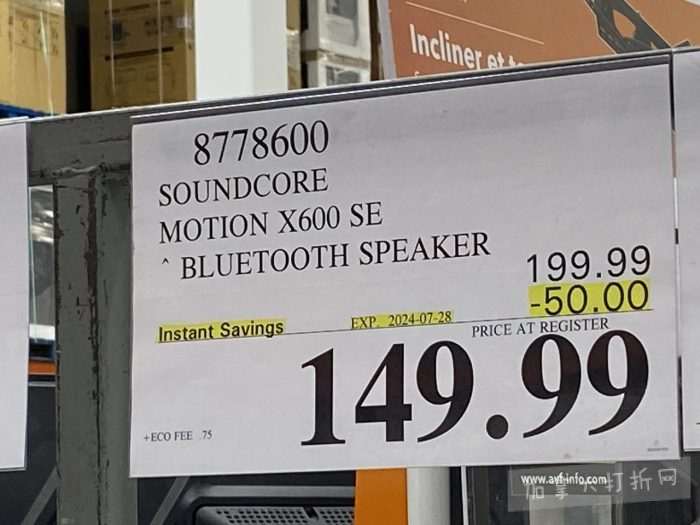 Incliner et
8778600
SOUNDCORE
MOTION X600 SE
^ BLUETOOTH SPEAKER
199.99
-50.00
Instant Savings EXP. 2024-07-28
PRICE AT REGISTER
149.99
+ECO FEE .75
www.avf-info.com
加拿大打折网